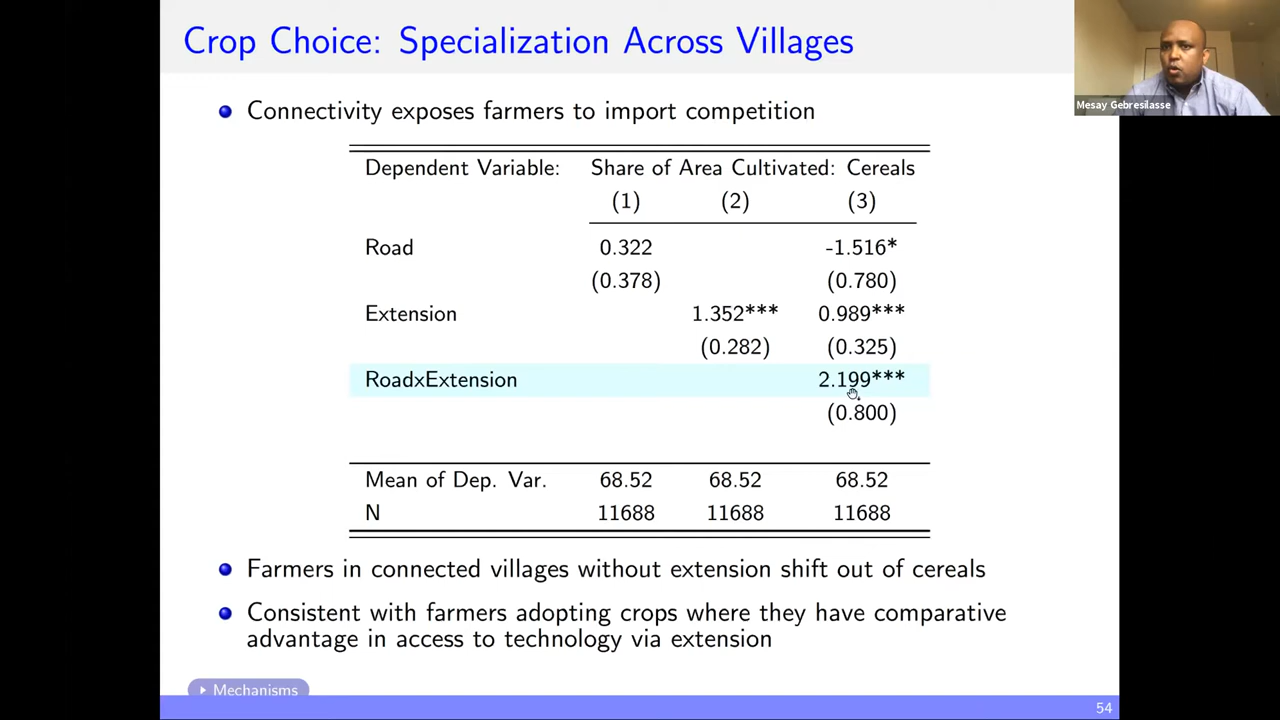 Crop Choice: Specialization Across Villages
Mesay Gebresilasse
Connectivity exposes farmers to import competition
Dependent Variable: Share of Area Cultivated: Cereals
(1) (2) (3)
Road 0.322 -1.516*
(0.378) (0.780)
Extension 1.352*** 0.989***
(0.282) (0.325)
RoadxExtension 2.199***
(0.800)
Mean of Dep. Var. 68.52 68.52 68.52
N 11688 11688 11688
Farmers in connected villages without extension shift out of cereals
Consistent with farmers adopting crops where they have comparative
advantage in access to technology via extension
Mechanisms
54